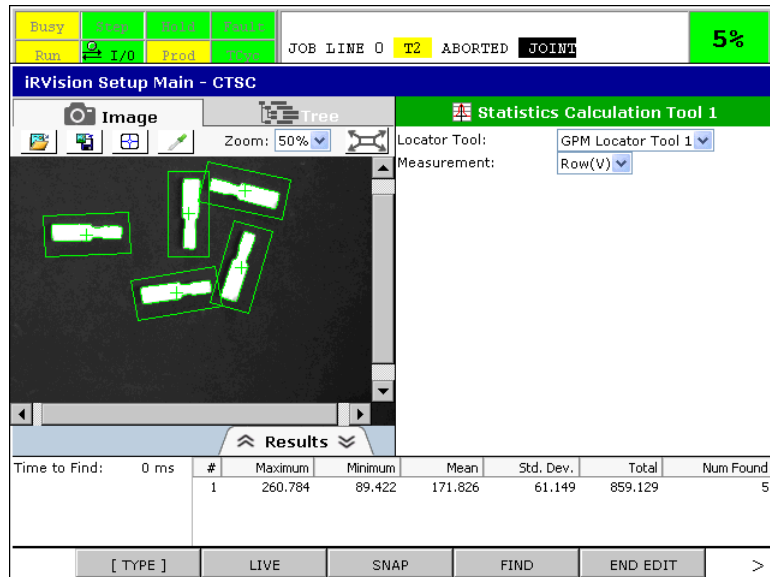 Busy Step Hold Fault
Run I/O Prod TCyc
JOB LINE 0 T2 ABORTED JOINT
5%
iRVision Setup Main - CTSC
Image Tree
Statistics Calculation Tool 1
Zoom: 50%
Locator Tool: GPM Locator Tool 1
Measurement: Row(V)
Results
Time to Find: 0 ms
# Maximum Minimum Mean Std. Dev. Total Num Found
1 260.784 89.422 171.826 61.149 859.129 5
[ TYPE ] LIVE SNAP FIND END EDIT >